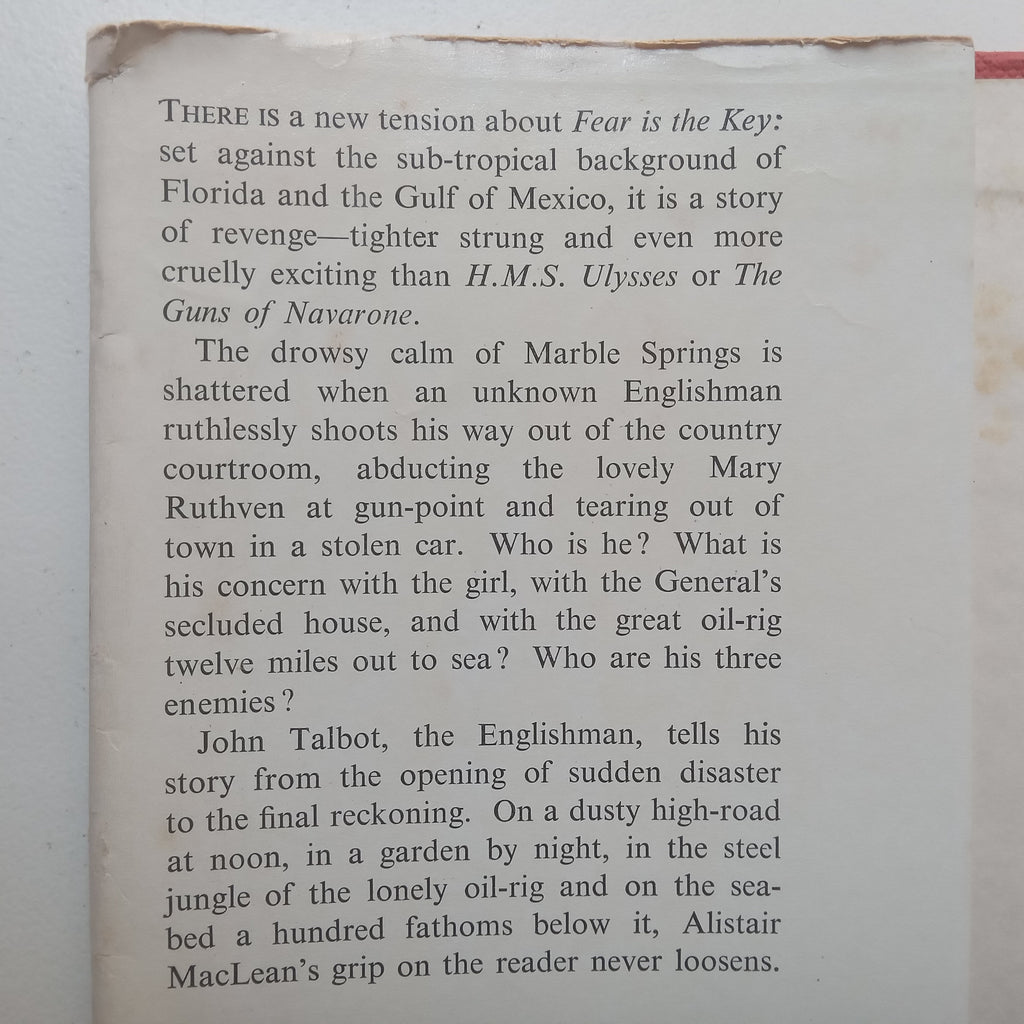 THERE IS a new tension about Fear is the Key:
set against the sub-tropical background of
Florida and the Gulf of Mexico, it is a story
of revenge—tighter strung and even more
cruelly exciting than H.M.S. Ulysses or The
Guns of Navarone.
The drowsy calm of Marble Springs is
shattered when an unknown Englishman
ruthlessly shoots his way out of the country
courtroom, abducting the lovely Mary
Ruthven at gun-point and tearing out of
town in a stolen car. Who is he? What is
his concern with the girl, with the General's
secluded house, and with the great oil-rig
twelve miles out to sea? Who are his three
enemies?
John Talbot, the Englishman, tells his
story from the opening of sudden disaster
to the final reckoning. On a dusty high-road
at noon, in a garden by night, in the steel
jungle of the lonely oil-rig and on the sea-
bed a hundred fathoms below it, Alistair
MacLean's grip on the reader never loosens.